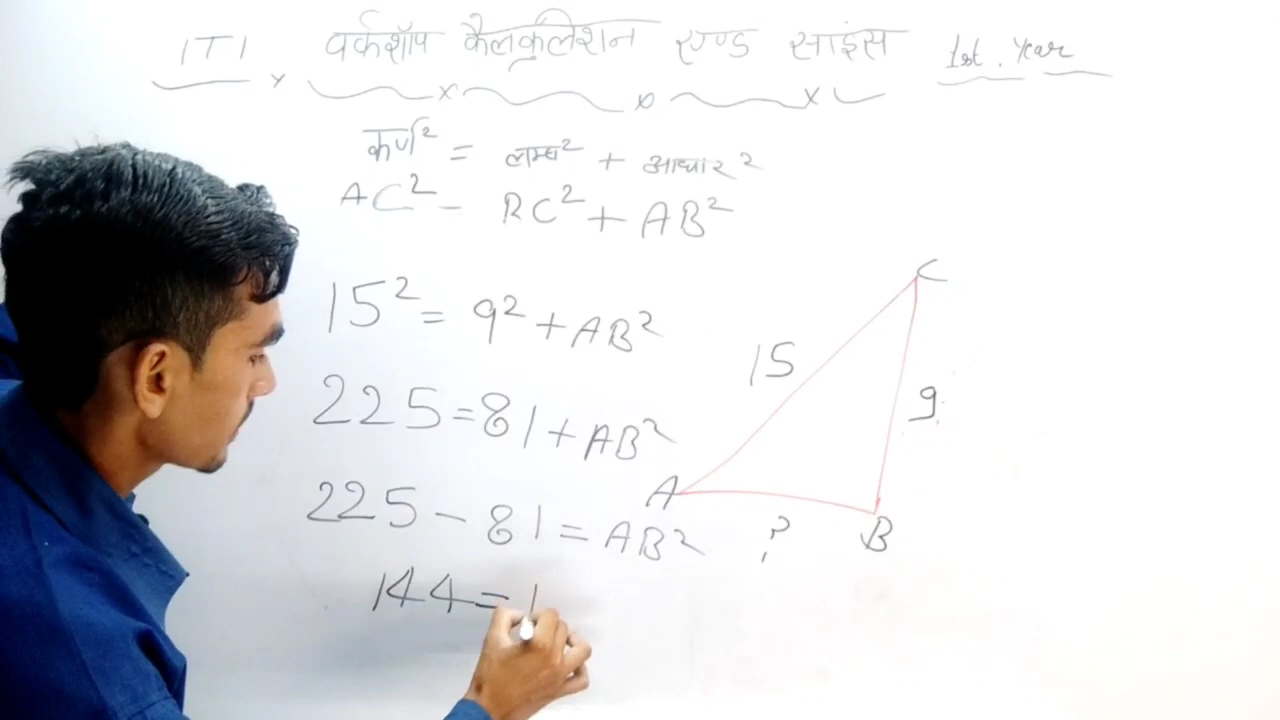 ITI वर्कशॉप कैलकुलेशन एण्ड साइंस 1st. Year
कर्ण² = लम्ब² + आधार²
AC² - BC² + AB²
15² = 9² + AB²
225 = 81 + AB²
225 - 81 = AB²
144 =
C
15
9
A
?
B